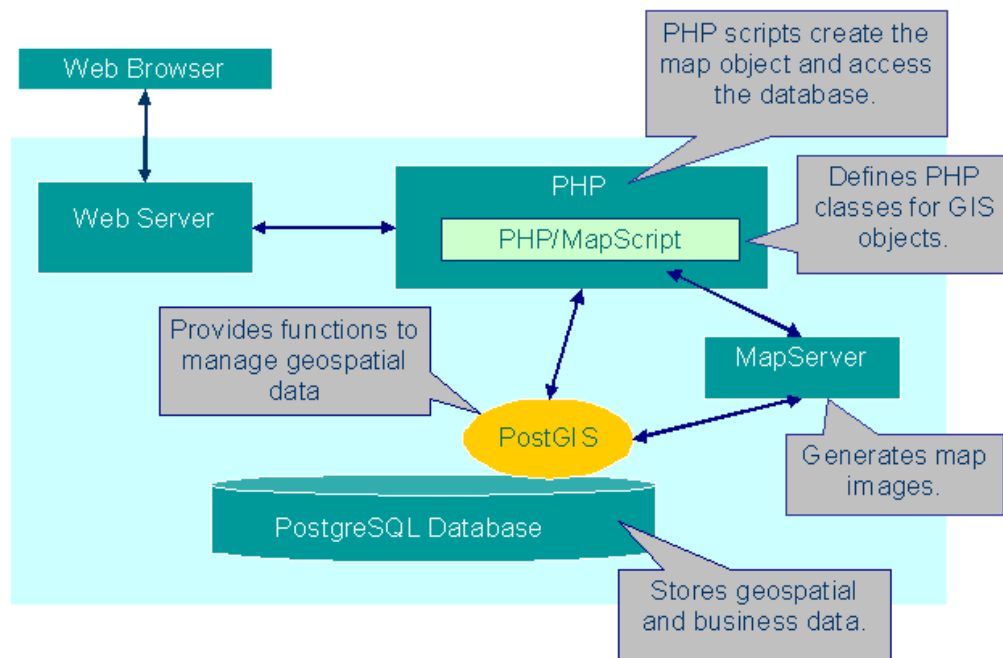 PHP scripts create the
map object and access
the database.
Web Browser
Web Server
PHP
PHP/MapScript
Defines PHP
classes for GIS
objects.
Provides functions to
manage geospatial
data
MapServer
PostGIS
Generates map
images.
PostgreSQL Database
Stores geospatial
and business data.